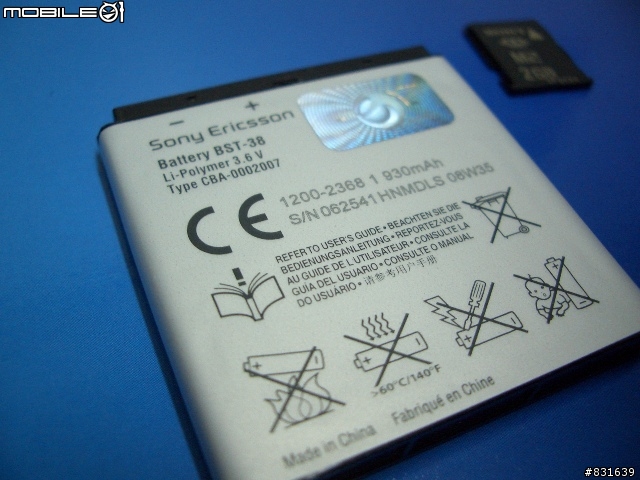 MOBILE01
− +
Sony Ericsson
Battery BST-38
Li-Polymer 3.6 V
Type CBA-0002007
CE
1200-2368 1 930mAh
S/N 062541HNMDLS 08W35
REFER TO USER'S GUIDE • BEACHTEN SIE DIE
BEDIENUNGSANLEITUNG • REPORTEZ-VOUS
AU GUIDE DE L UTILISATEUR • CONSULTE LA
GUÍA DEL USUARIO • CONSULTE O MANUAL
DO USUÁRIO • 请参考用户手册
>60°C/140°F
Made in China Fabriqué en Chine
#831639